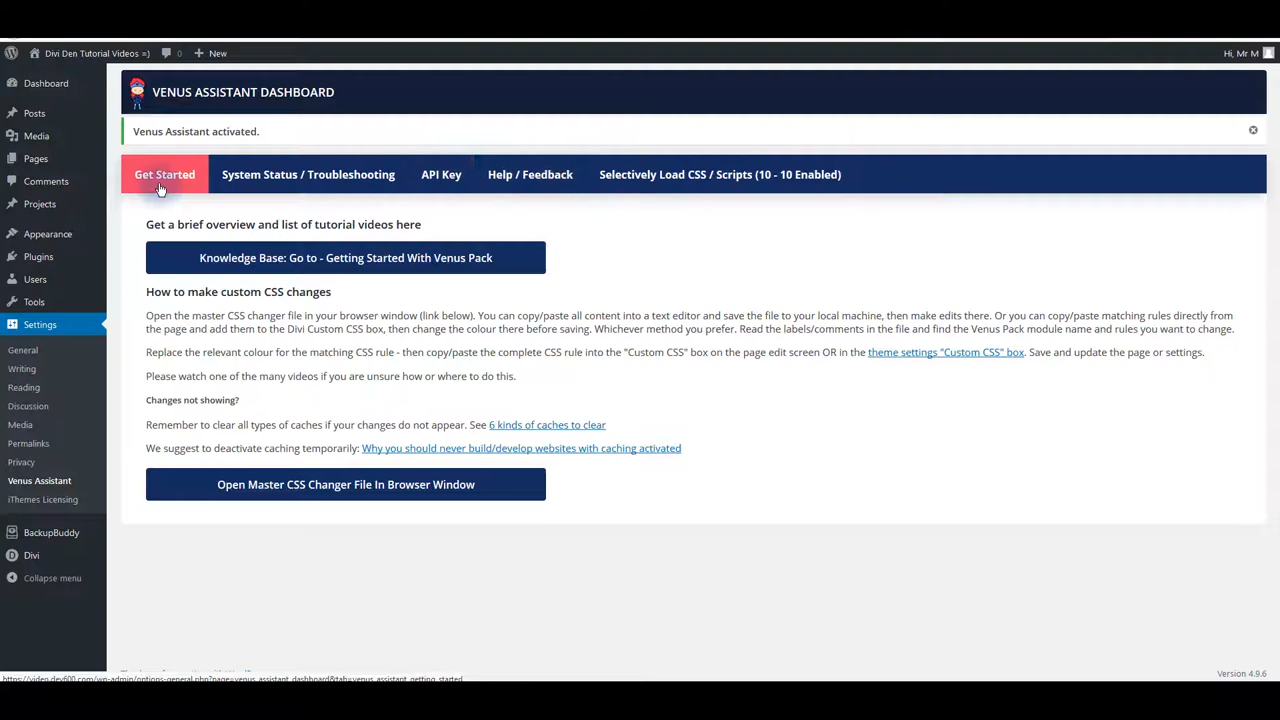 Divi Den Tutorial Videos =)
0
New
Hi, Mr M
Dashboard
Posts
Media
Pages
Comments
Projects
Appearance
Plugins
Users
Tools
Settings
General
Writing
Reading
Discussion
Media
Permalinks
Privacy
Venus Assistant
iThemes Licensing
BackupBuddy
Divi
Collapse menu
VENUS ASSISTANT DASHBOARD
Venus Assistant activated.
Get Started
System Status / Troubleshooting
API Key
Help / Feedback
Selectively Load CSS / Scripts (10 - 10 Enabled)
Get a brief overview and list of tutorial videos here
Knowledge Base: Go to - Getting Started With Venus Pack
How to make custom CSS changes
Open the master CSS changer file in your browser window (link below). You can copy/paste all content into a text editor and save the file to your local machine, then make edits there. Or you can copy/paste matching rules directly from
the page and add them to the Divi Custom CSS box, then change the colour there before saving. Whichever method you prefer. Read the labels/comments in the file and find the Venus Pack module name and rules you want to change.
Replace the relevant colour for the matching CSS rule - then copy/paste the complete CSS rule into the "Custom CSS" box on the page edit screen OR in the theme settings "Custom CSS" box. Save and update the page or settings.
Please watch one of the many videos if you are unsure how or where to do this.
Changes not showing?
Remember to clear all types of caches if your changes do not appear. See 6 kinds of caches to clear
We suggest to deactivate caching temporarily: Why you should never build/develop websites with caching activated
Open Master CSS Changer File In Browser Window
https://video.dev600.com/wp-admin/options-general.php?page=venus_assistant_dashboard&tab=venus_assistant_getting_started
Version 4.9.6